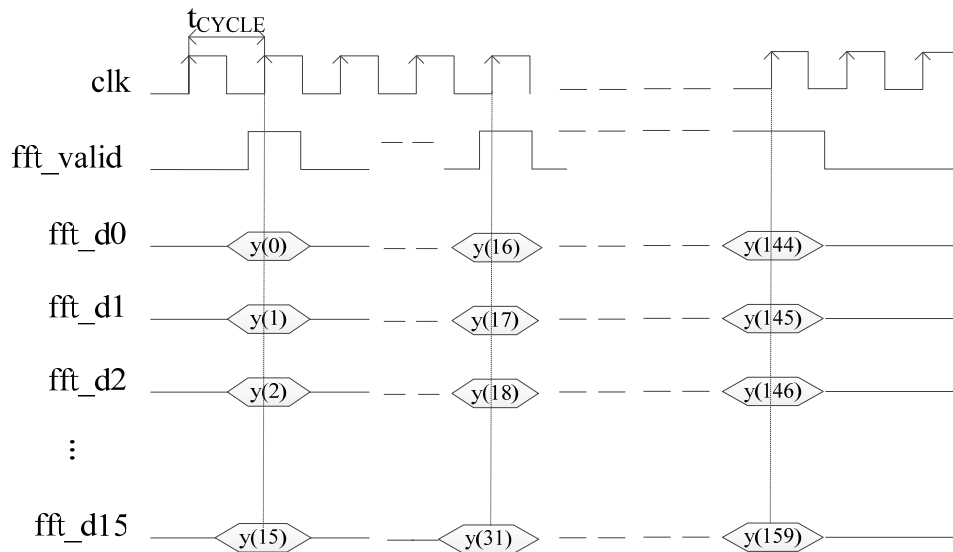 tCYCLE
clk
fft_valid
fft_d0 y(0) y(16) y(144)
fft_d1 y(1) y(17) y(145)
fft_d2 y(2) y(18) y(146)
...
fft_d15 y(15) y(31) y(159)